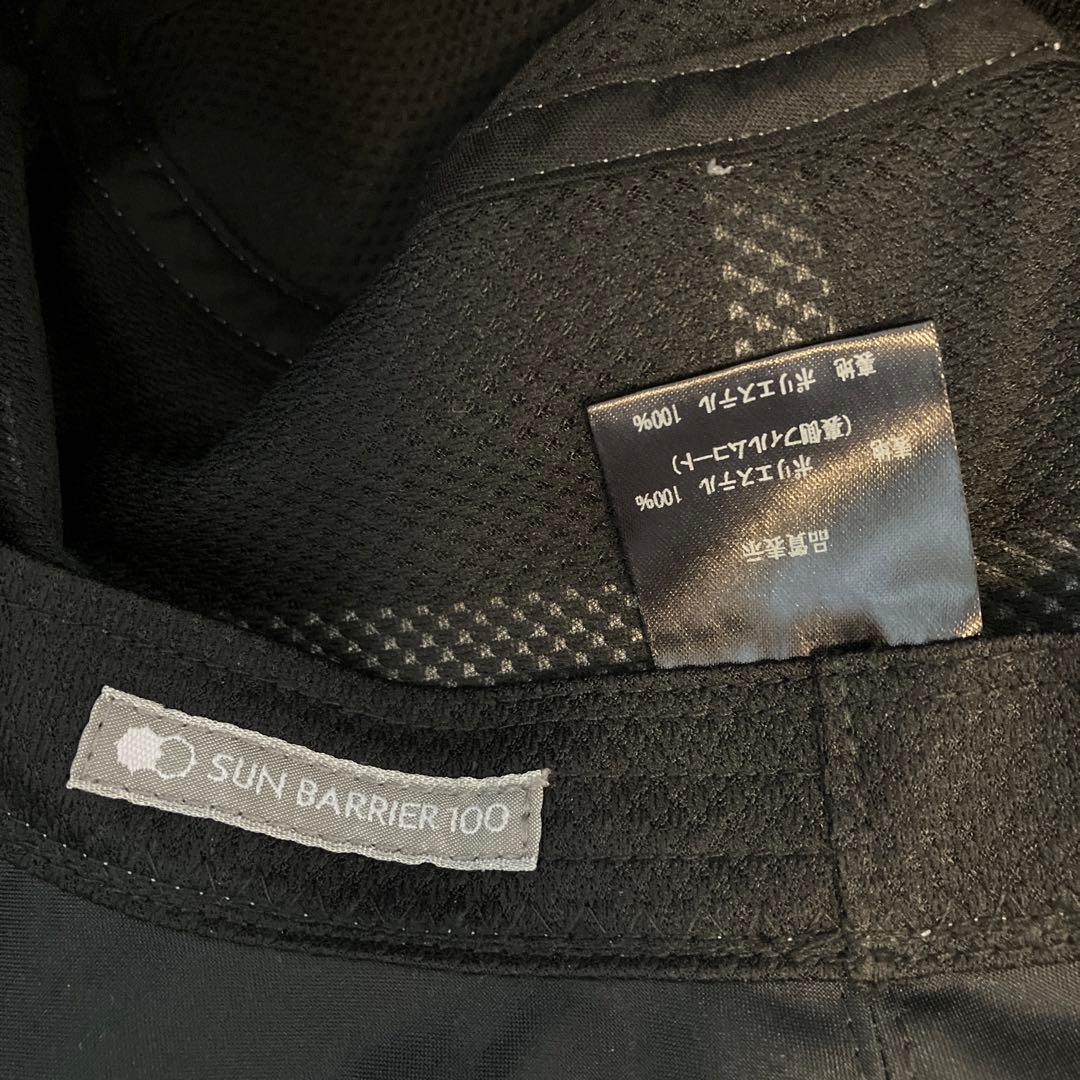 SUN BARRIER 100
品質表示
表地　ポリエステル　100%
（裏側フィルムコート）
裏地　ポリエステル　100%